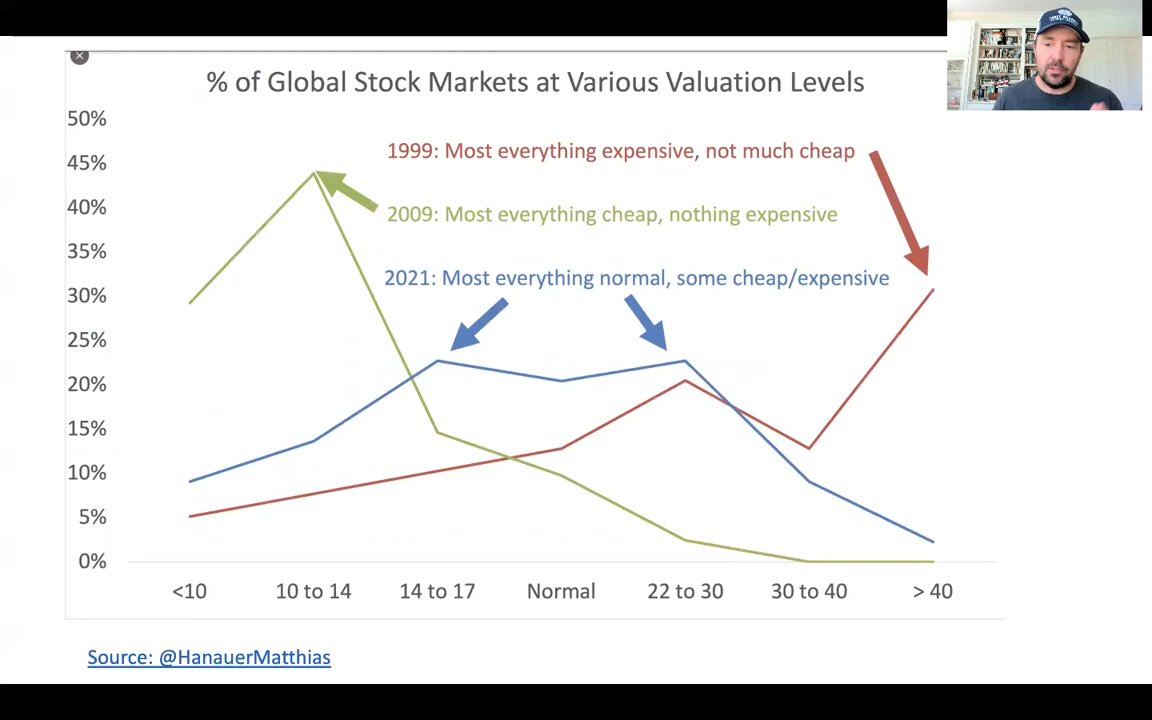 % of Global Stock Markets at Various Valuation Levels
50%
45%
40%
35%
30%
25%
20%
15%
10%
5%
0%
1999: Most everything expensive, not much cheap
2009: Most everything cheap, nothing expensive
2021: Most everything normal, some cheap/expensive
<10
10 to 14
14 to 17
Normal
22 to 30
30 to 40
> 40
Source: @HanauerMatthias